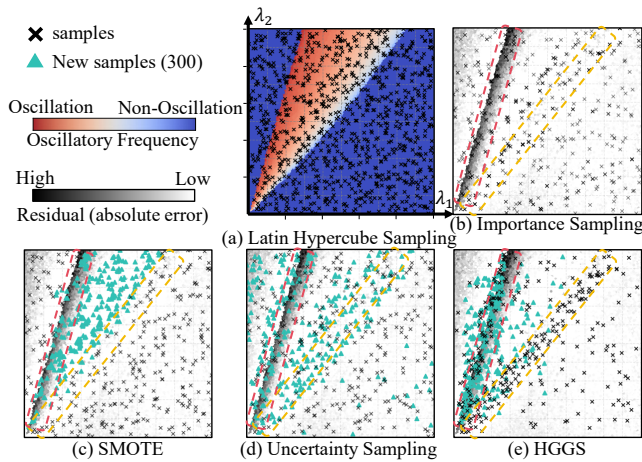 samples
New samples (300)
Oscillation Non-Oscillation
Oscillatory Frequency
High Low
Residual (absolute error)
λ2
λ1
(a) Latin Hypercube Sampling
(b) Importance Sampling
(c) SMOTE
(d) Uncertainty Sampling
(e) HGGS